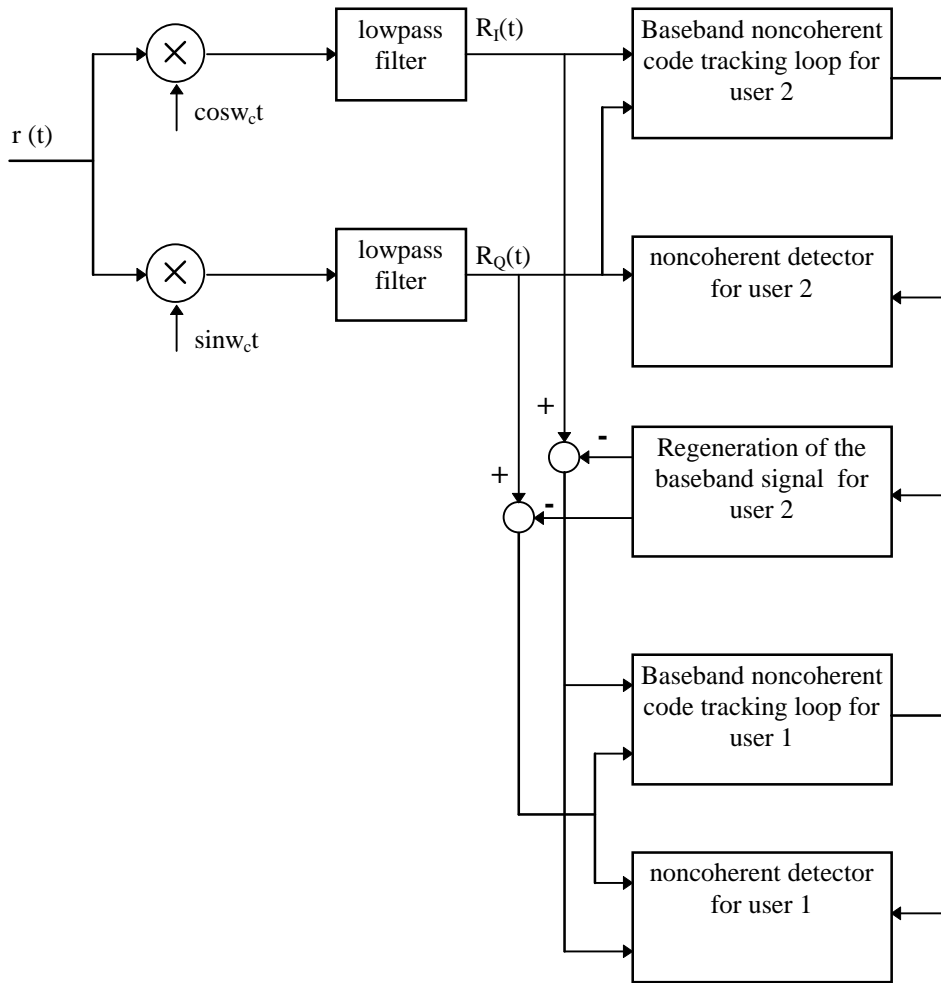 lowpass
filter
R_I(t)
Baseband noncoherent
code tracking loop for
user 2
cosw_ct
r (t)
lowpass
filter
R_Q(t)
noncoherent detector
for user 2
sinw_ct
+
-
Regeneration of the
baseband signal for
user 2
+
-
Baseband noncoherent
code tracking loop for
user 1
noncoherent detector
for user 1